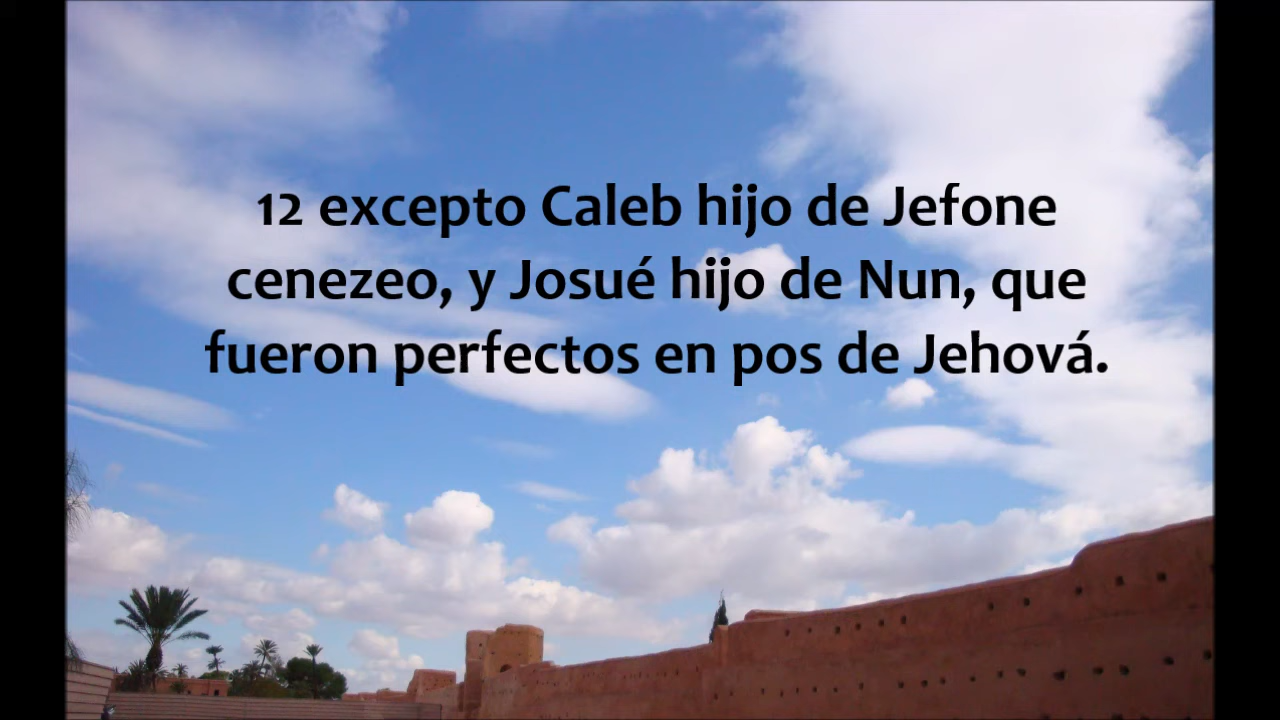 12 excepto Caleb hijo de Jefone
cenezeo, y Josué hijo de Nun, que
fueron perfectos en pos de Jehová.